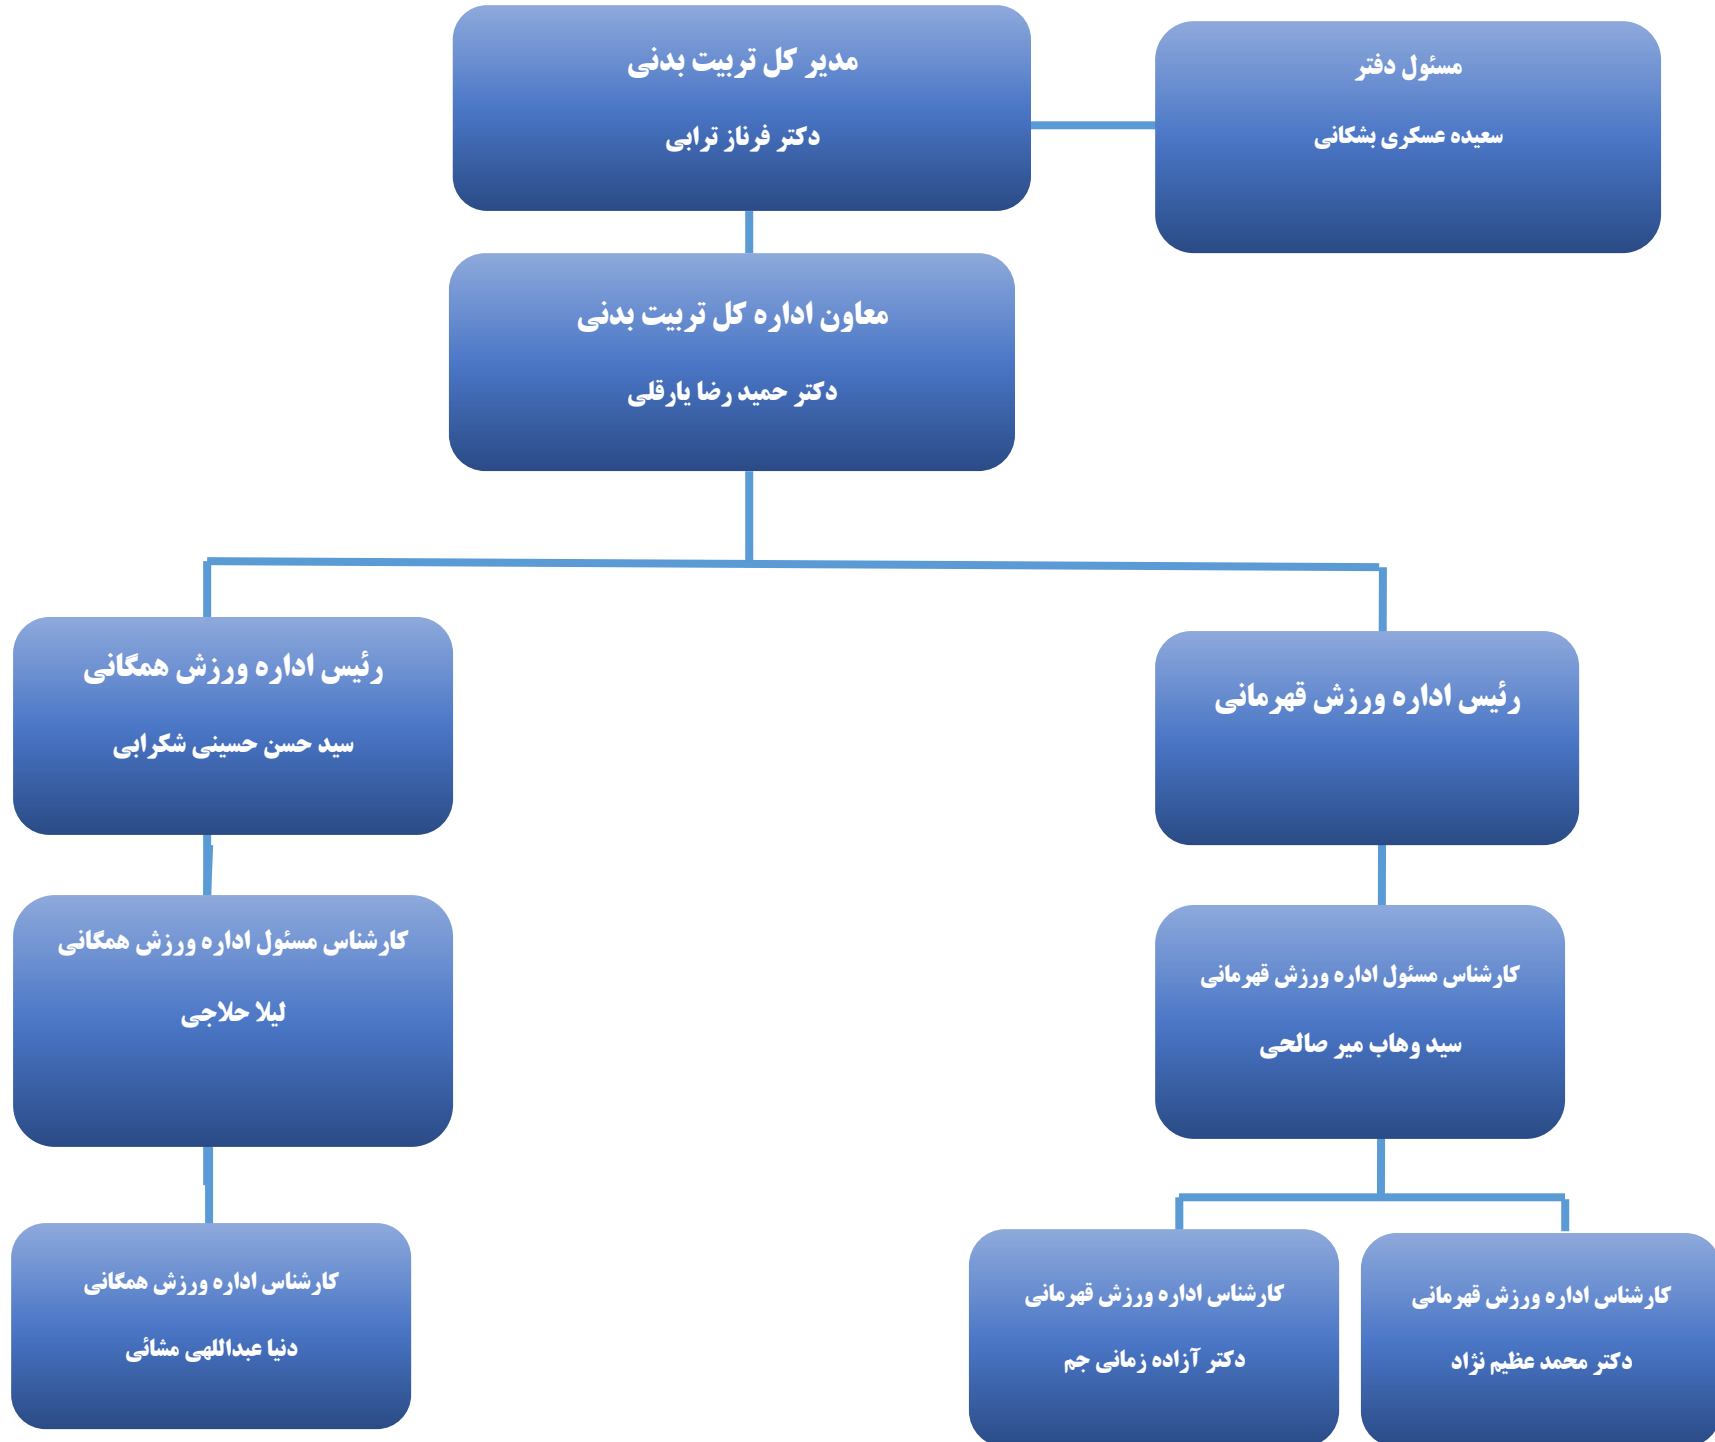 مدیر کل تربیت بدنی
دکتر فرناز ترابی
مسئول دفتر
سعیده عسکری بشکانی
معاون اداره کل تربیت بدنی
دکتر حمید رضا یارقلی
رئیس اداره ورزش قهرمانی
رئیس اداره ورزش همگانی
سید حسن حسینی شکرابی
کارشناس مسئول اداره ورزش قهرمانی
سید وهاب میر صالحی
کارشناس مسئول اداره ورزش همگانی
لیلا حلاجی
کارشناس اداره ورزش قهرمانی
دکتر محمد عظیم نژاد
کارشناس اداره ورزش قهرمانی
دکتر آزاده زمانی جم
کارشناس اداره ورزش همگانی
دنیا عبداللهی مشائی